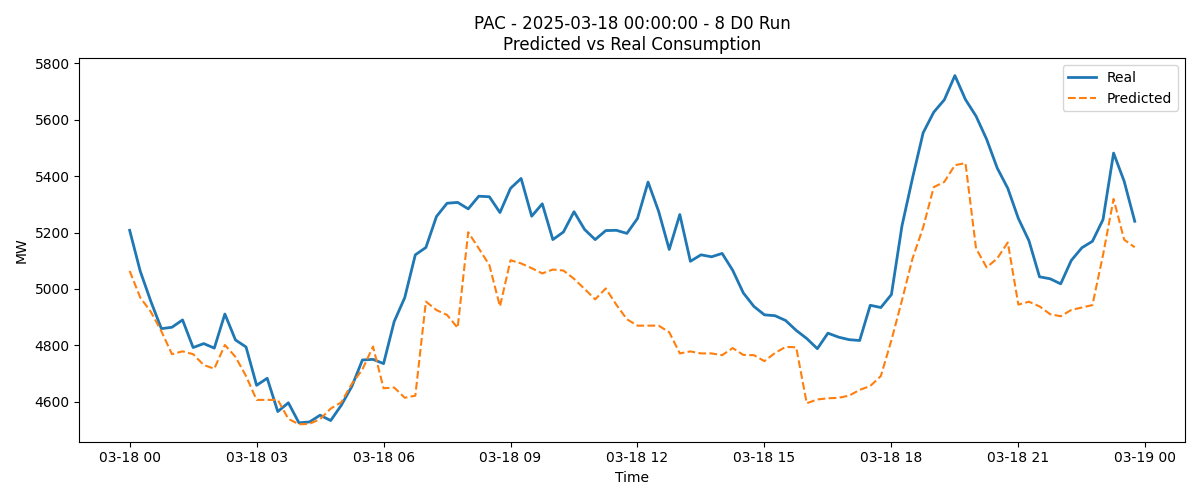 PAC - 2025-03-18 00:00:00 - 8 D0 Run
Predicted vs Real Consumption
5800
5600
5400
5200
5000
4800
4600
MW
Real
Predicted
03-18 00
03-18 03
03-18 06
03-18 09
03-18 12
03-18 15
03-18 18
03-18 21
03-19 00
Time